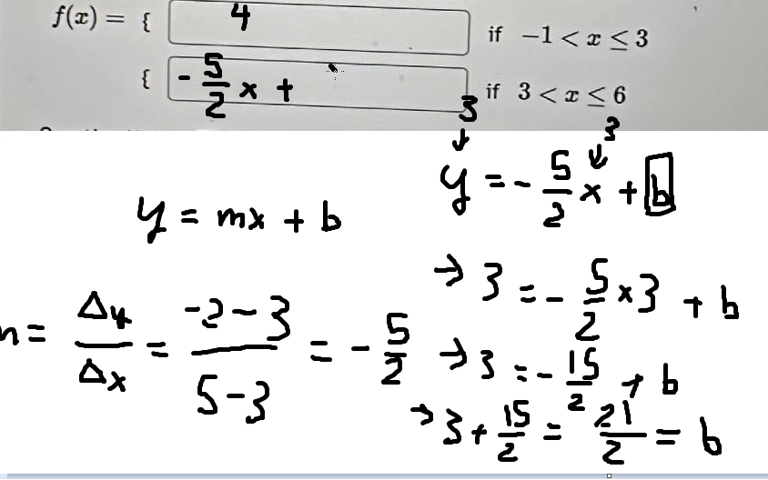 f(x) = { 4 if −1 < x ≤ 3
{ - 5/2 x + if 3 < x ≤ 6
3 ↓ 3 ↓
y = - 5/2 x + b
y = mx + b
→ 3 = - 5/2 × 3 + b
m = Δy/Δx = -2-3/5-3 = - 5/2
→ 3 = - 15/2 + b
→ 3 + 15/2 = 21/2 = b